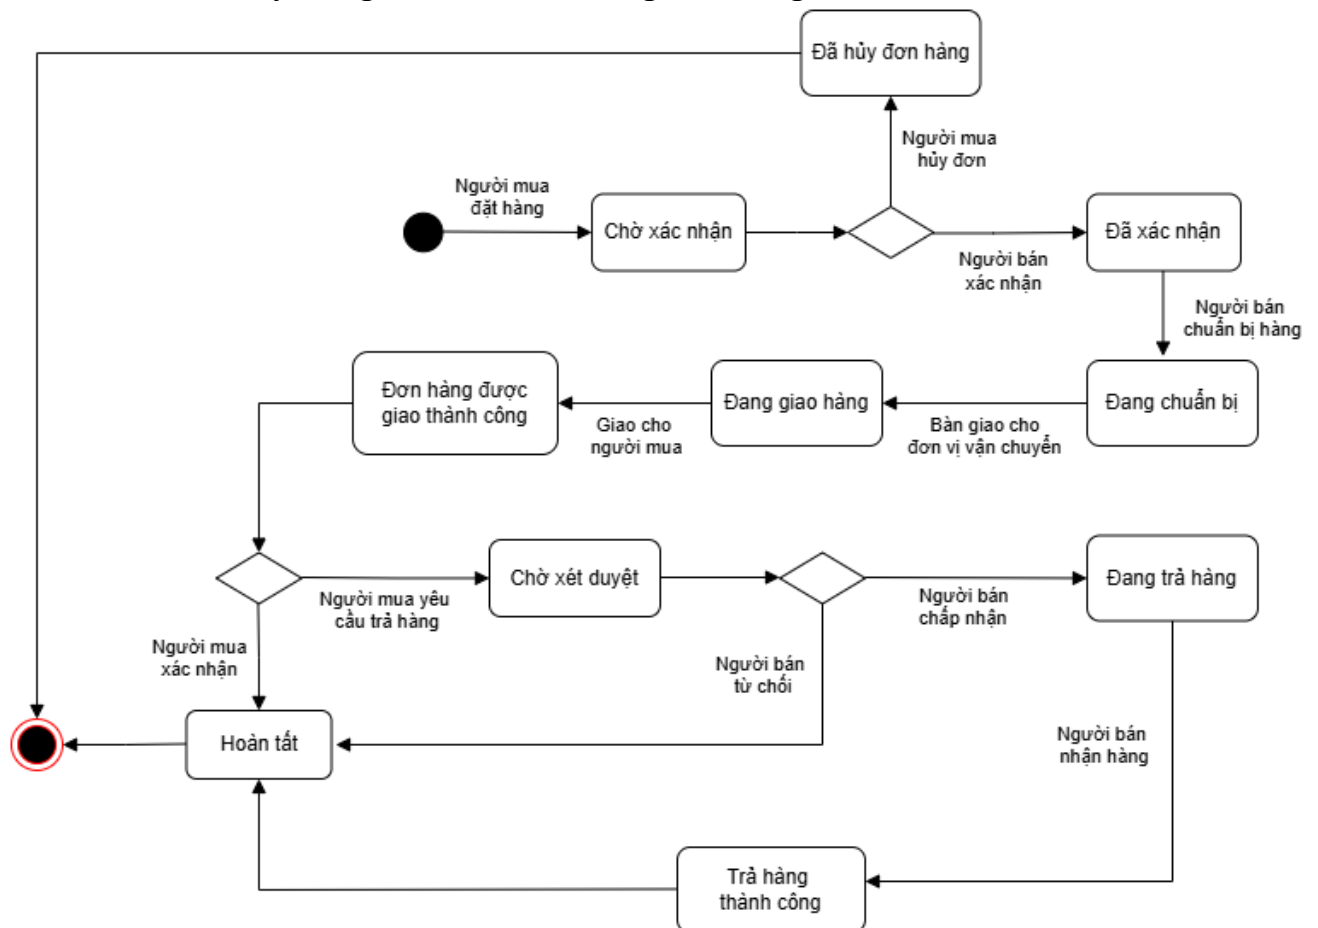 Đã hủy đơn hàng
Người mua
hủy đơn
Người mua
đặt hàng
Chờ xác nhận
Đã xác nhận
Người bán
xác nhận
Người bán
chuẩn bị hàng
Đơn hàng được
giao thành công
Đang giao hàng
Đang chuẩn bị
Giao cho
người mua
Bàn giao cho
đơn vị vận chuyển
Chờ xét duyệt
Đang trả hàng
Người mua yêu
cầu trả hàng
Người bán
chấp nhận
Người mua
xác nhận
Người bán
từ chối
Hoàn tất
Người bán
nhận hàng
Trả hàng
thành công